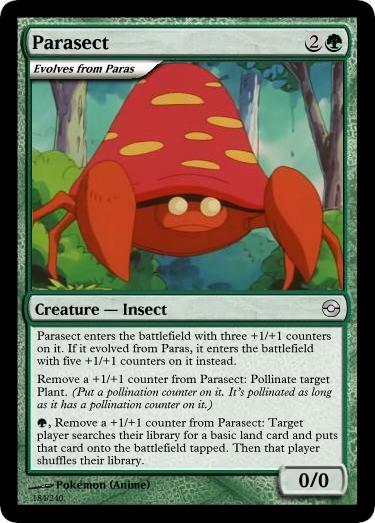 Parasect 2
Evolves from Paras
Creature — Insect
Parasect enters the battlefield with three +1/+1 counters
on it. If it evolved from Paras, it enters the battlefield
with five +1/+1 counters on it instead.
Remove a +1/+1 counter from Parasect: Pollinate target
Plant. (Put a pollination counter on it. It's pollinated as long
as it has a pollination counter on it.)
, Remove a +1/+1 counter from Parasect: Target
player searches their library for a basic land card and puts
that card onto the battlefield tapped. Then that player
shuffles their library.
0/0
Pokémon (Anime)
184/240